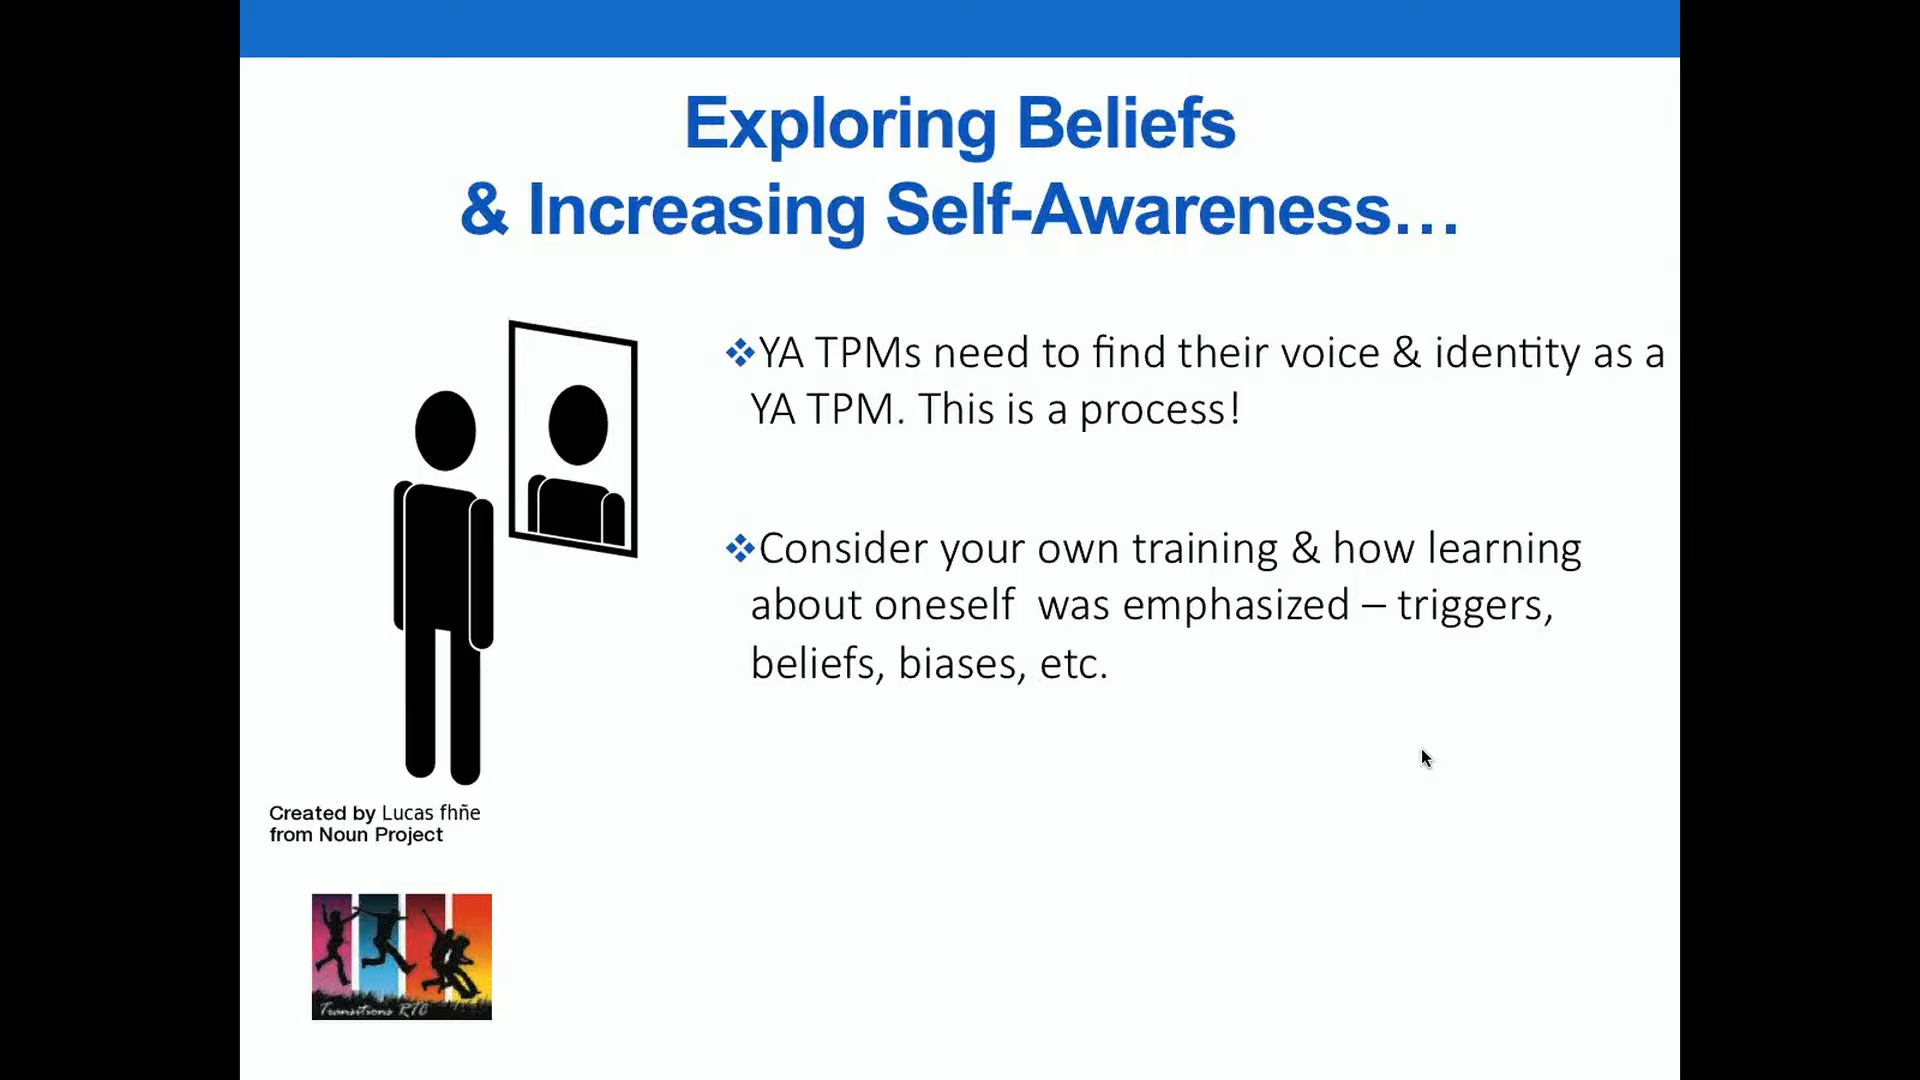 Exploring Beliefs
& Increasing Self-Awareness...
❖YA TPMs need to find their voice & identity as a
YA TPM. This is a process!
❖Consider your own training & how learning
about oneself was emphasized – triggers,
beliefs, biases, etc.
Created by Lucas fhñe
from Noun Project
Transitions RTC